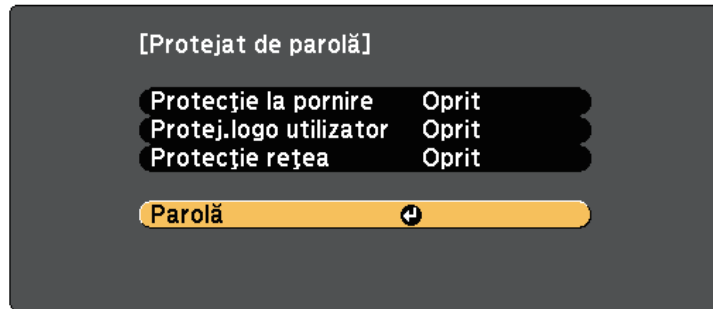 [Protejat de parolă]
Protecţie la pornire Oprit
Protej.logo utilizator Oprit
Protecţie reţea Oprit
Parolă